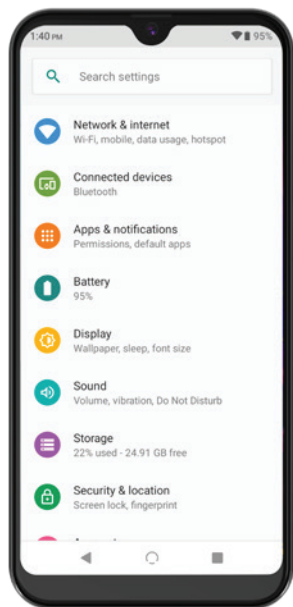 1:40 PM 95%
Search settings
Network & internet
Wi-Fi, mobile, data usage, hotspot
Connected devices
Bluetooth
Apps & notifications
Permissions, default apps
Battery
95%
Display
Wallpaper, sleep, font size
Sound
Volume, vibration, Do Not Disturb
Storage
22% used - 24.91 GB free
Security & location
Screen lock, fingerprint